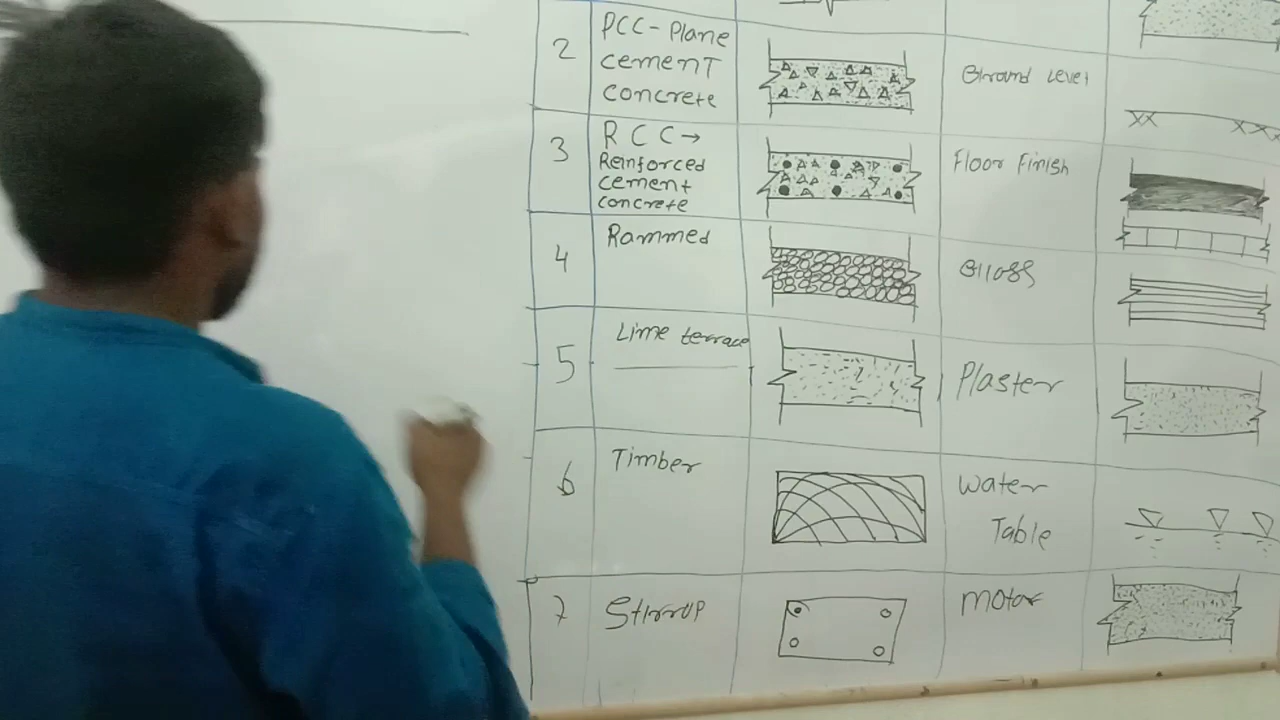 2 PCC-Plane
cement
concrete
Ground Level
3 RCC→
Reinforced
cement
concrete
Floor Finish
4 Rammed
5 Lime terrace
Plaster
6 Timber
Water
Table
7 Stirrup
Motor